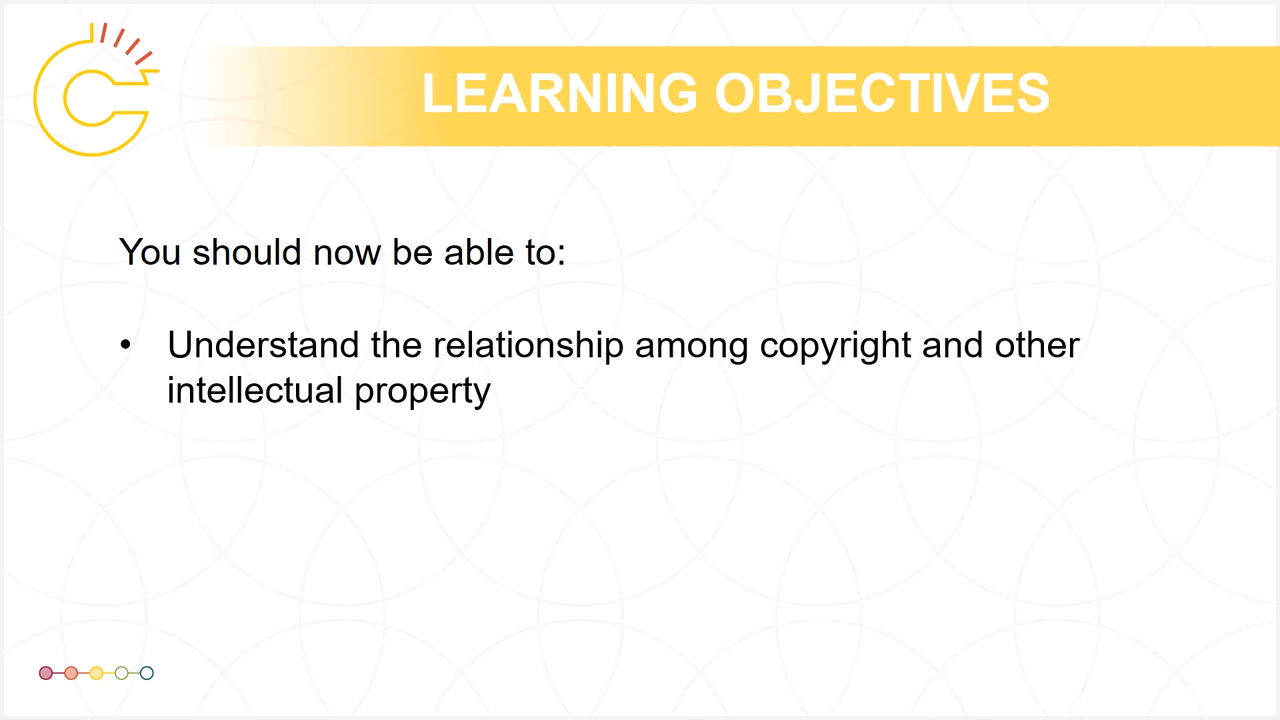 LEARNING OBJECTIVES
You should now be able to:
• Understand the relationship among copyright and other
intellectual property